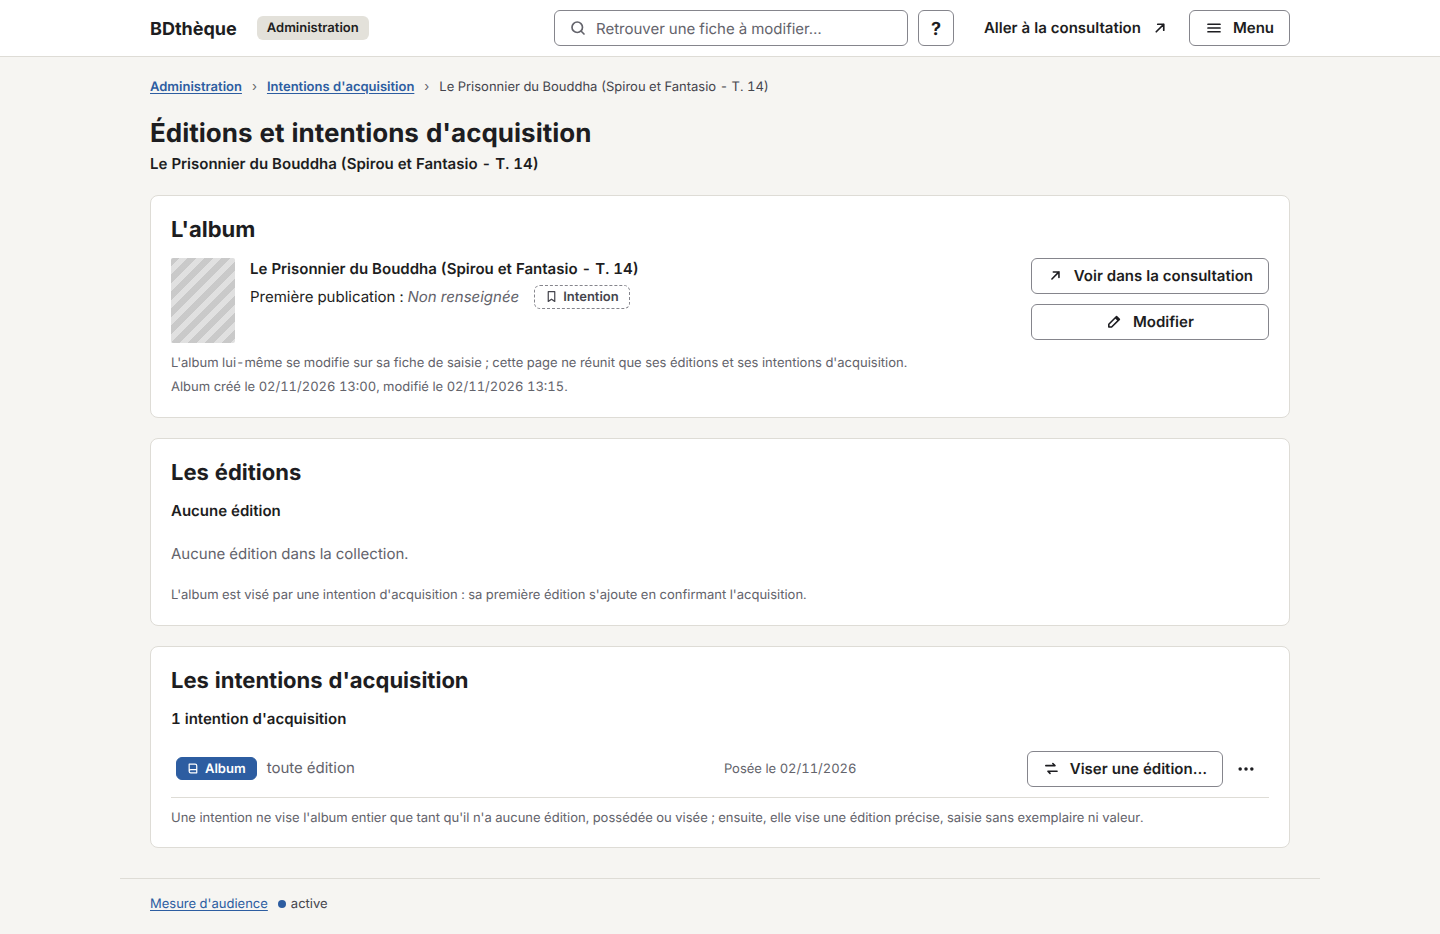 BDthèque
Administration
Retrouver une fiche à modifier...
?
Aller à la consultation
Menu
Administration › Intentions d'acquisition › Le Prisonnier du Bouddha (Spirou et Fantasio - T. 14)
Éditions et intentions d'acquisition
Le Prisonnier du Bouddha (Spirou et Fantasio - T. 14)
L'album
Le Prisonnier du Bouddha (Spirou et Fantasio - T. 14)
Première publication : Non renseignée
Intention
Voir dans la consultation
Modifier
L'album lui-même se modifie sur sa fiche de saisie ; cette page ne réunit que ses éditions et ses intentions d'acquisition.
Album créé le 02/11/2026 13:00, modifié le 02/11/2026 13:15.
Les éditions
Aucune édition
Aucune édition dans la collection.
L'album est visé par une intention d'acquisition : sa première édition s'ajoute en confirmant l'acquisition.
Les intentions d'acquisition
1 intention d'acquisition
Album toute édition
Posée le 02/11/2026
Viser une édition...
Une intention ne vise l'album entier que tant qu'il n'a aucune édition, possédée ou visée ; ensuite, elle vise une édition précise, saisie sans exemplaire ni valeur.
Mesure d'audience
active